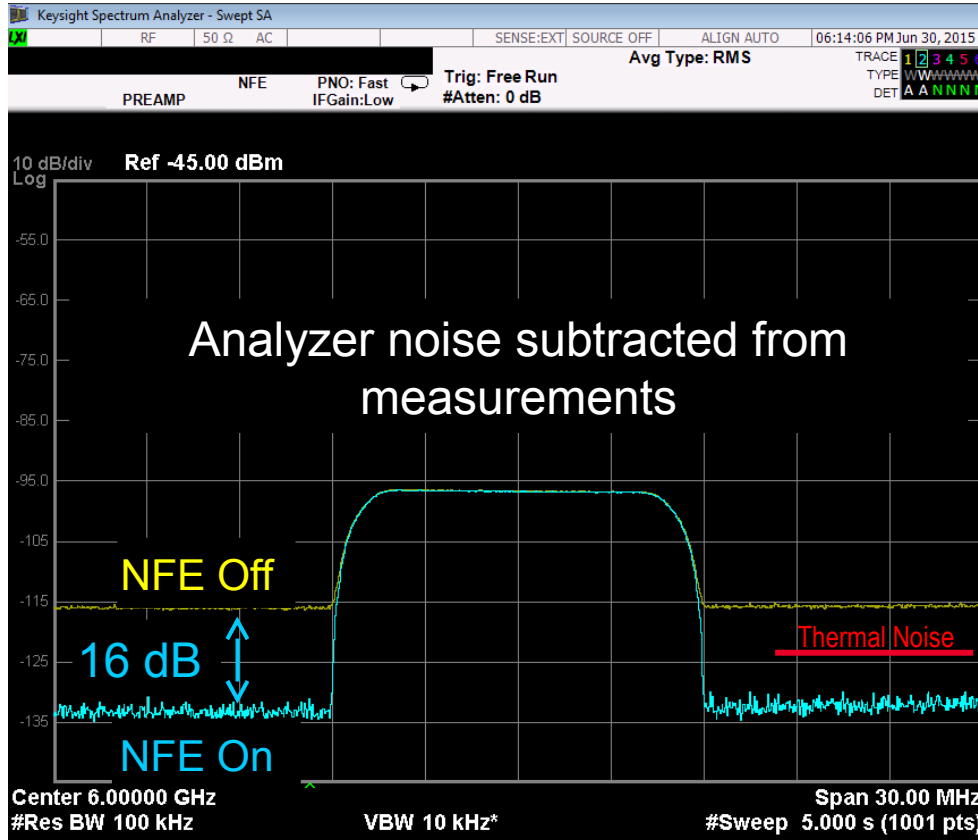 Keysight Spectrum Analyzer - Swept SA
LXI RF 50 Ω AC SENSE:EXT SOURCE OFF ALIGN AUTO 06:14:06 PM Jun 30, 2015
Avg Type: RMS TRACE 1 2 3 4 5
NFE PNO: Fast Trig: Free Run TYPE
PREAMP IFGain:Low #Atten: 0 dB DET A A N N N
10 dB/div Ref -45.00 dBm
Log
-55.0
-65.0
Analyzer noise subtracted from
-75.0
measurements
-85.0
-95.0
-105
NFE Off
-115
Thermal Noise
16 dB
-125
-135
NFE On
Center 6.00000 GHz Span 30.00 MHz
#Res BW 100 kHz VBW 10 kHz* #Sweep 5.000 s (1001 pts)